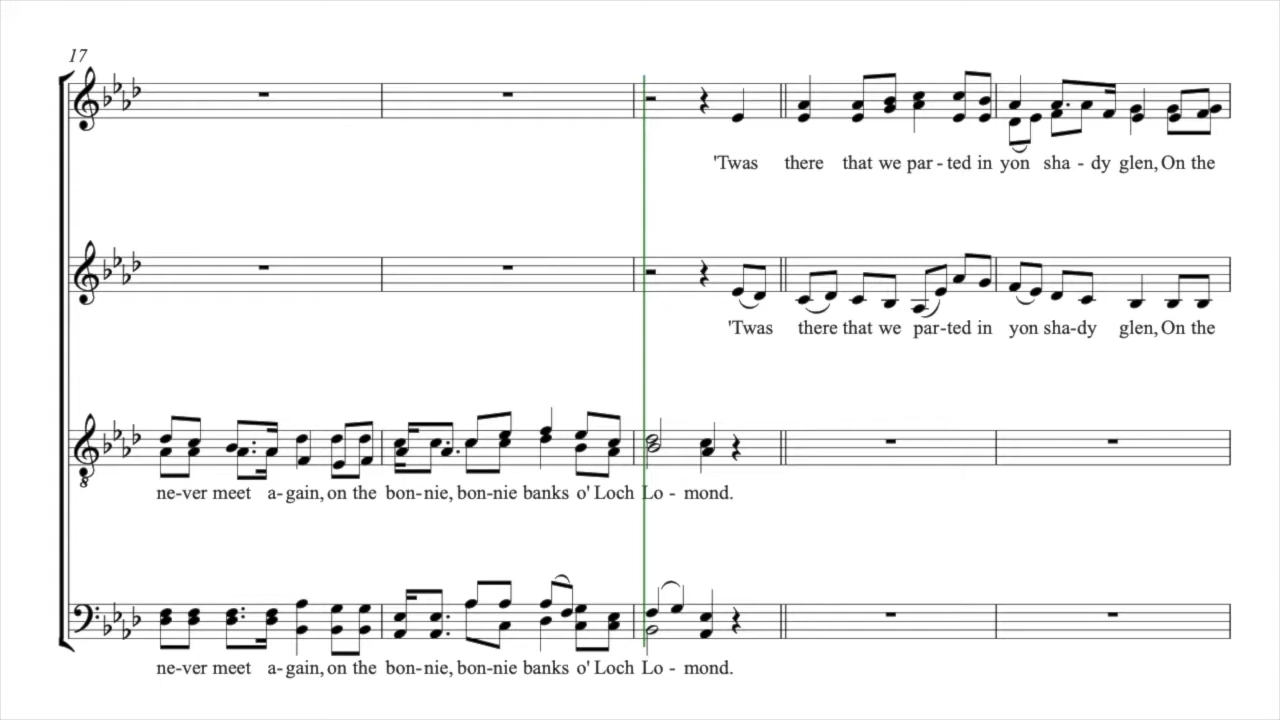 17
'Twas there that we par - ted in yon sha - dy glen, On the
'Twas there that we par-ted in yon sha-dy glen, On the
ne-ver meet a-gain, on the bon-nie, bon-nie banks o' Loch Lo - mond.
8
ne-ver meet a-gain, on the bon-nie, bon-nie banks o' Loch Lo - mond.